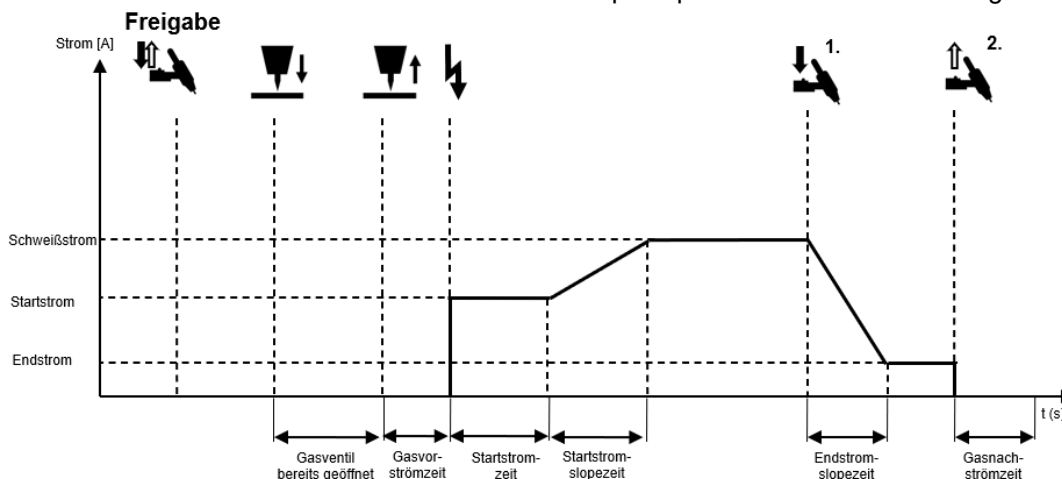 Freigabe
Strom [A]
1.
2.
Schweißstrom
Startstrom
Endstrom
t (s)
Gasventil
bereits geöffnet
Gasvor-
strömzeit
Startstrom-
zeit
Startstrom-
slopezeit
Endstrom-
slopezeit
Gasnach-
strömzeit